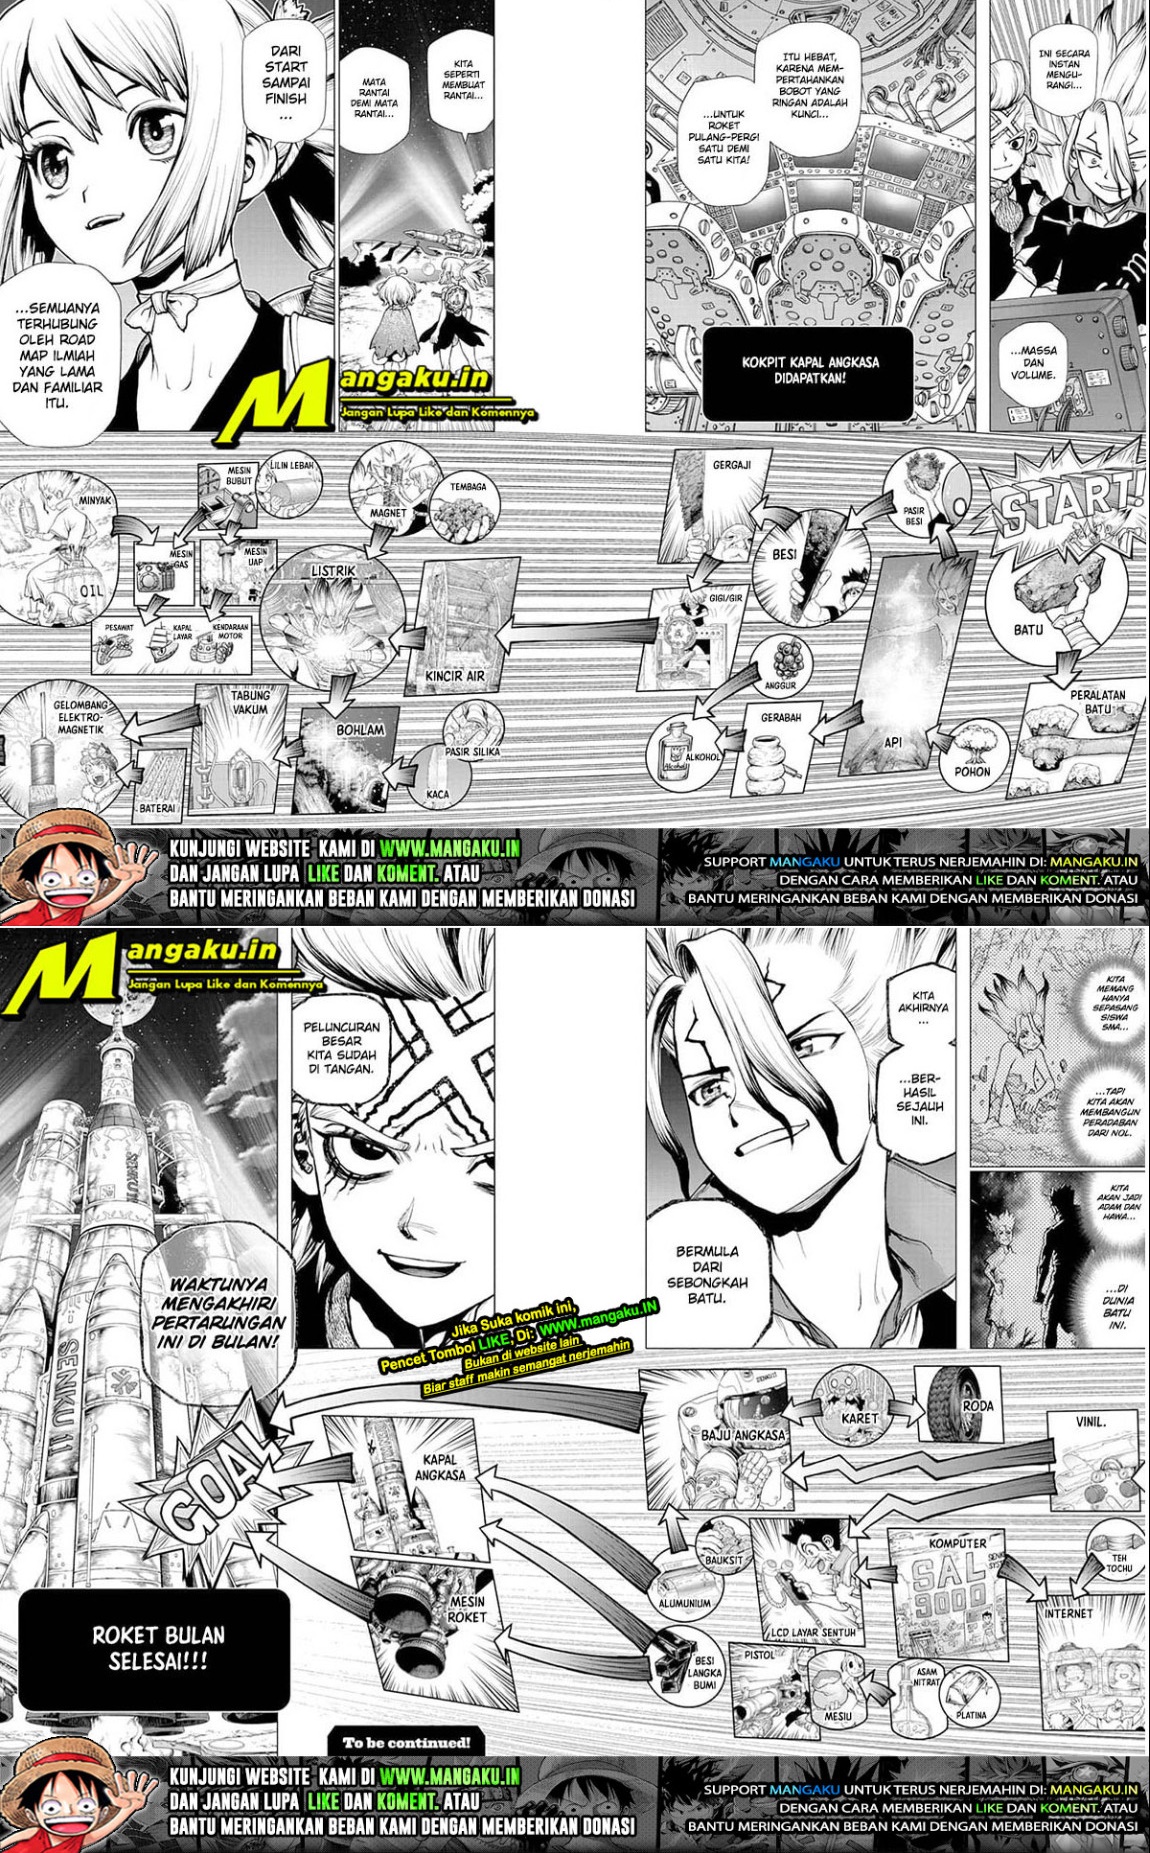 INI SECARA
INSTAN
MENGU-
RANGI...
...MASSA
DAN
VOLUME.
ITU HEBAT,
KARENA MEM-
PERTAHANKAN
BOBOT YANG
RINGAN ADALAH
KUNCI...
...UNTUK
ROKET
PULANG-PERGI
SATU DEMI
SATU KITA!
KOKPIT KAPAL ANGKASA
DIDAPATKAN!
KITA
SEPERTI
MEMBUAT
RANTAI...
MATA
RANTAI
DEMI MATA
RANTAI...
DARI
START
SAMPAI
FINISH
...
...SEMUANYA
TERHUBUNG
OLEH ROAD
MAP ILMIAH
YANG LAMA
DAN FAMILIAR
ITU.
Mangaku.in
Jangan Lupa Like dan Komennya
START!
BATU
PERALATAN
BATU
POHON
API
PASIR
BESI
BESI
GERGAJI
GIGI/GIR
ANGGUR
GERABAH
ALKOHOL
Alcohol
KINCIR AIR
TEMBAGA
MAGNET
LISTRIK
PASIR SILIKA
KACA
BOHLAM
LILIN LEBAH
MESIN
BUBUT
MESIN
UAP
MESIN
GAS
MINYAK
OIL
PESAWAT
KAPAL
LAYAR
KENDARAAN
MOTOR
TABUNG
VAKUM
BATERAI
GELOMBANG
ELEKTRO-
MAGNETIK
KUNJUNGI WEBSITE KAMI DI WWW.MANGAKU.IN
DAN JANGAN LUPA LIKE DAN KOMENT. ATAU
BANTU MERINGANKAN BEBAN KAMI DENGAN MEMBERIKAN DONASI
SUPPORT MANGAKU UNTUK TERUS NERJEMAHIN DI: MANGAKU.IN
DENGAN CARA MEMBERIKAN LIKE DAN KOMENT. ATAU
BANTU MERINGANKAN BEBAN KAMI DENGAN MEMBERIKAN DONASI
Mangaku.in
Jangan Lupa Like dan Komennya
KITA
MEMANG
HANYA
SEPASANG
SISWA
SMA...
...TAPI
KITA AKAN
MEMBANGUN
PERADABAN
DARI NOL.
KITA
AKAN JADI
ADAM DAN
HAWA...
...DI
DUNIA
BATU
INI.
KITA
AKHIRNYA
...
...BER-
HASIL
SEJAUH
INI.
BERMULA
DARI
SEBONGKAH
BATU.
PELUNCURAN
BESAR
KITA SUDAH
DI TANGAN.
WAKTUNYA
MENGAKHIRI
PERTARUNGAN
INI DI BULAN!
SENKU 11
Jika Suka komik ini,
Pencet Tombol LIKE, Di: WWW.mangaku.IN
Bukan di website lain
Biar staff makin semangat nerjemahin
VINIL.
RODA
KARET
BAJU ANGKASA
TEH
TOCHU
INTERNET
KOMPUTER
SAL
9000
LCD LAYAR SENTUH
BAUKSIT
ALUMUNIUM
PLATINA
ASAM
NITRAT
MESIU
PISTOL
BESI
LANGKA
BUMI
KAPAL
ANGKASA
MESIN
ROKET
GOAL
ROKET BULAN
SELESAI!!!
To be continued!
KUNJUNGI WEBSITE KAMI DI WWW.MANGAKU.IN
DAN JANGAN LUPA LIKE DAN KOMENT. ATAU
BANTU MERINGANKAN BEBAN KAMI DENGAN MEMBERIKAN DONASI
SUPPORT MANGAKU UNTUK TERUS NERJEMAHIN DI: MANGAKU.IN
DENGAN CARA MEMBERIKAN LIKE DAN KOMENT. ATAU
BANTU MERINGANKAN BEBAN KAMI DENGAN MEMBERIKAN DONASI